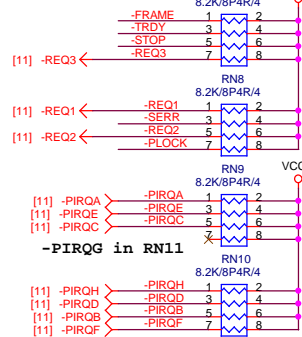 8.2K/8P4R/4
-FRAME 1 2
-TRDY 3 4
-STOP 5 6
[11] -REQ3 -REQ3 7 8
RN8
8.2K/8P4R/4
[11] -REQ1 -REQ1 1 2
-SERR 3 4
[11] -REQ2 -REQ2 5 6
-PLOCK 7 8
RN9 VCC
8.2K/8P4R/4
[11] -PIRQA -PIRQA 1 2
[11] -PIRQE -PIRQE 3 4
[11] -PIRQC -PIRQC 5 6
7 8
-PIRQG in RN11
RN10
8.2K/8P4R/4
[11] -PIRQH -PIRQH 1 2
[11] -PIRQD -PIRQD 3 4
[11] -PIRQB -PIRQB 5 6
[11] -PIRQF -PIRQF 7 8